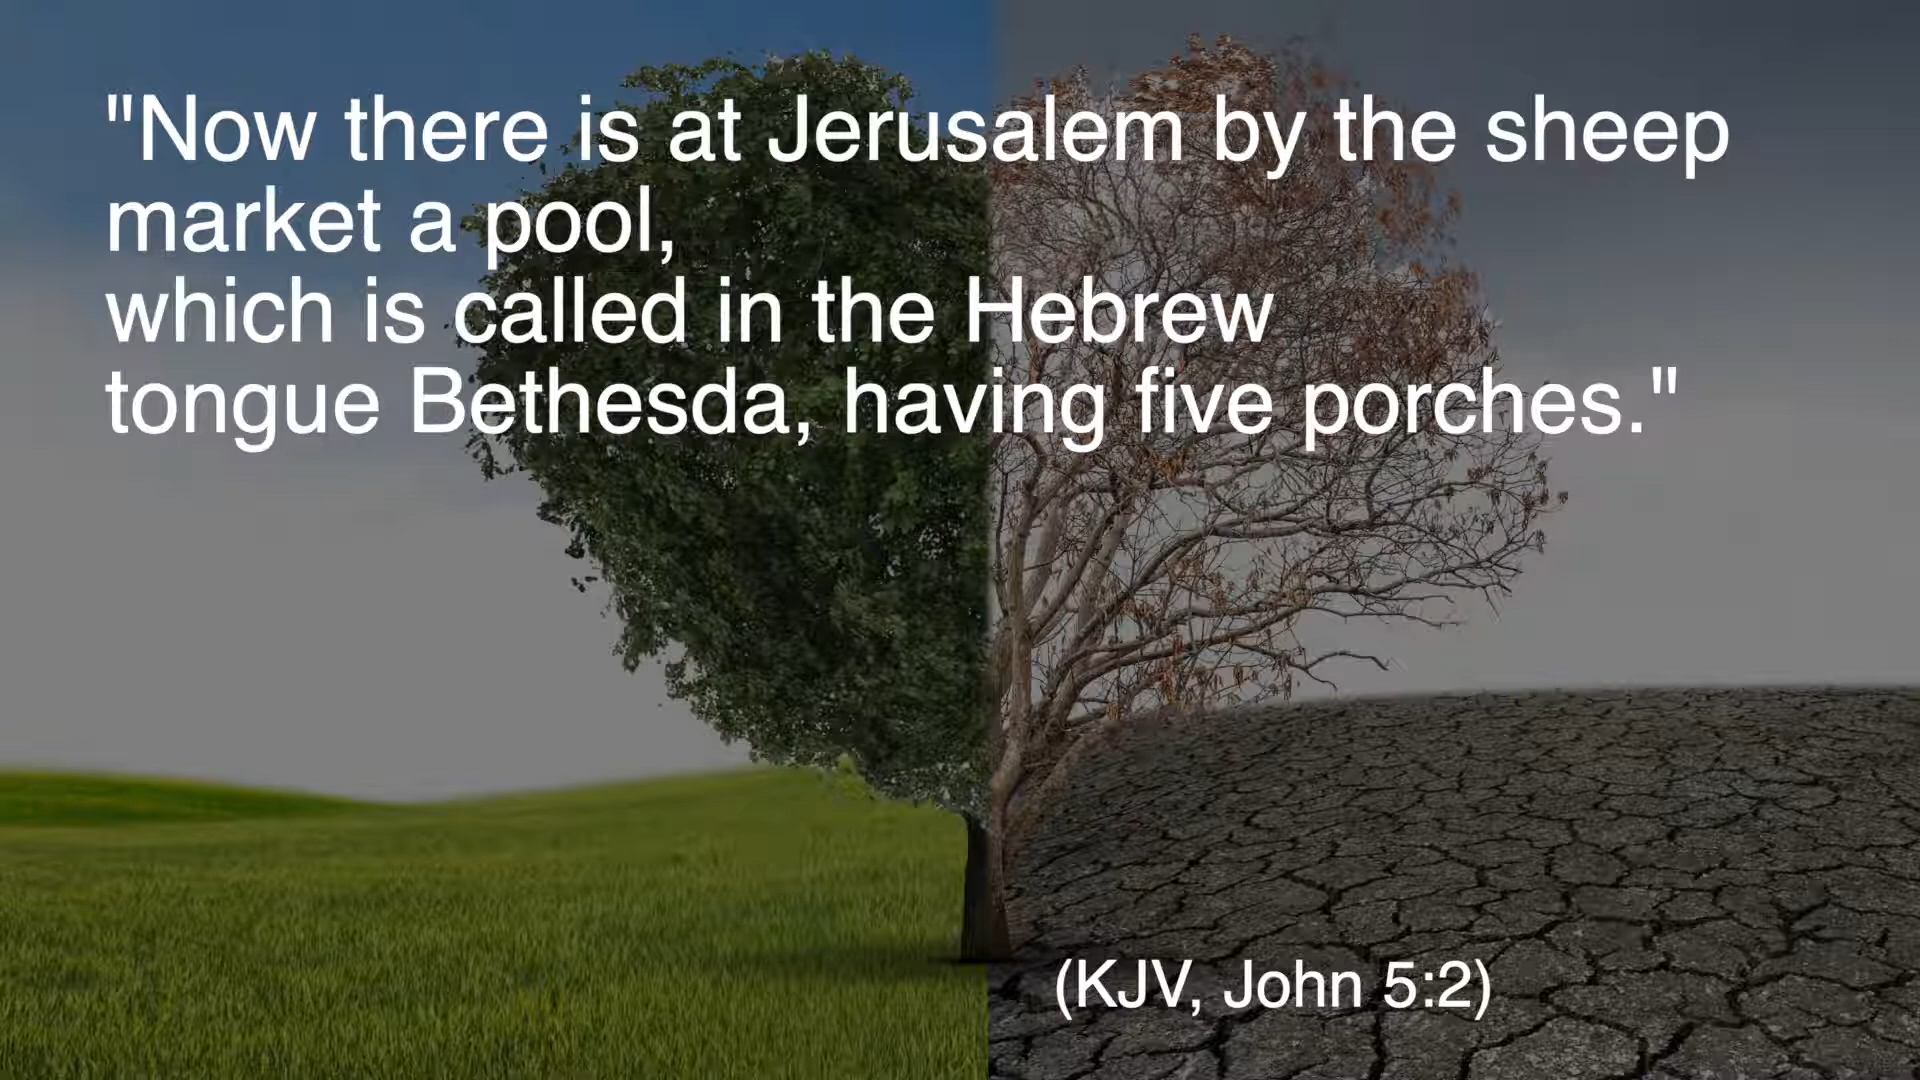 "Now there is at Jerusalem by the sheep
market a pool,
which is called in the Hebrew
tongue Bethesda, having five porches."
(KJV, John 5:2)